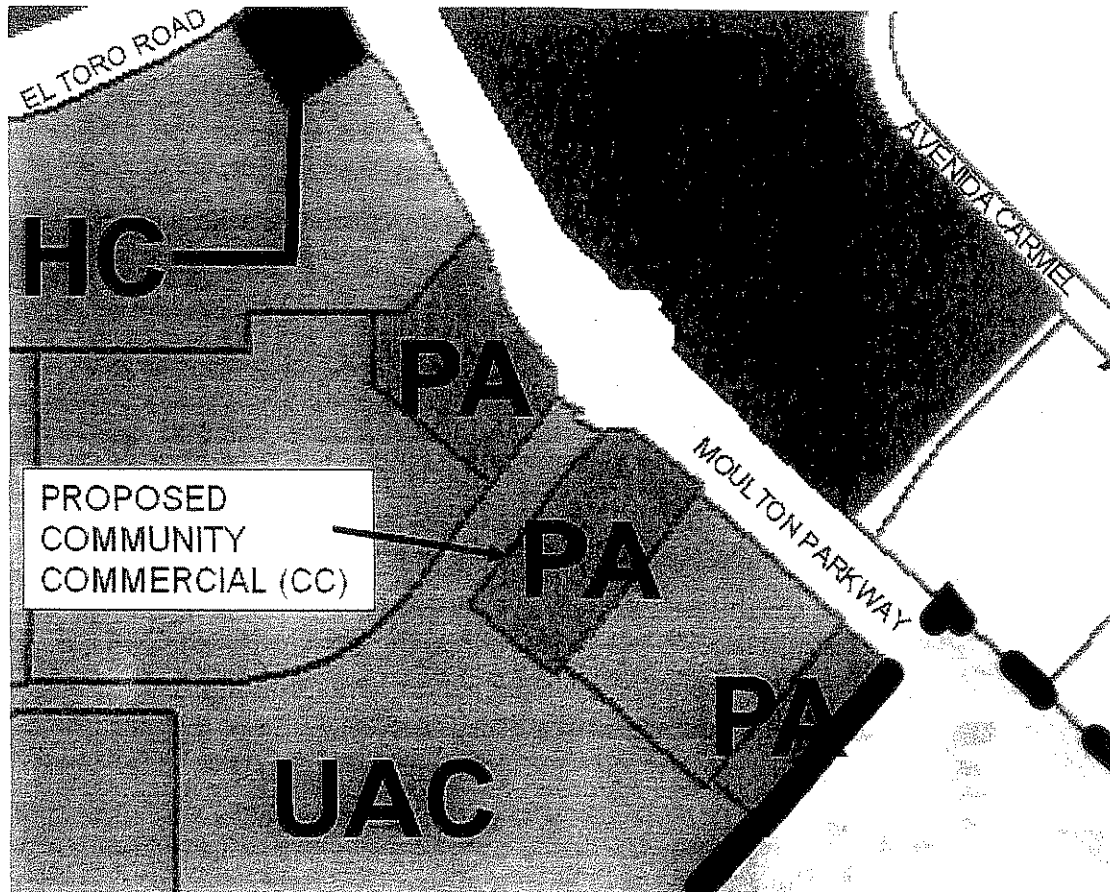 EL TORO ROAD
AVENIDA CARMEL
HC
PA
PROPOSED
COMMUNITY
COMMERCIAL (CC)
PA
MOULTON PARKWAY
PA
UAC